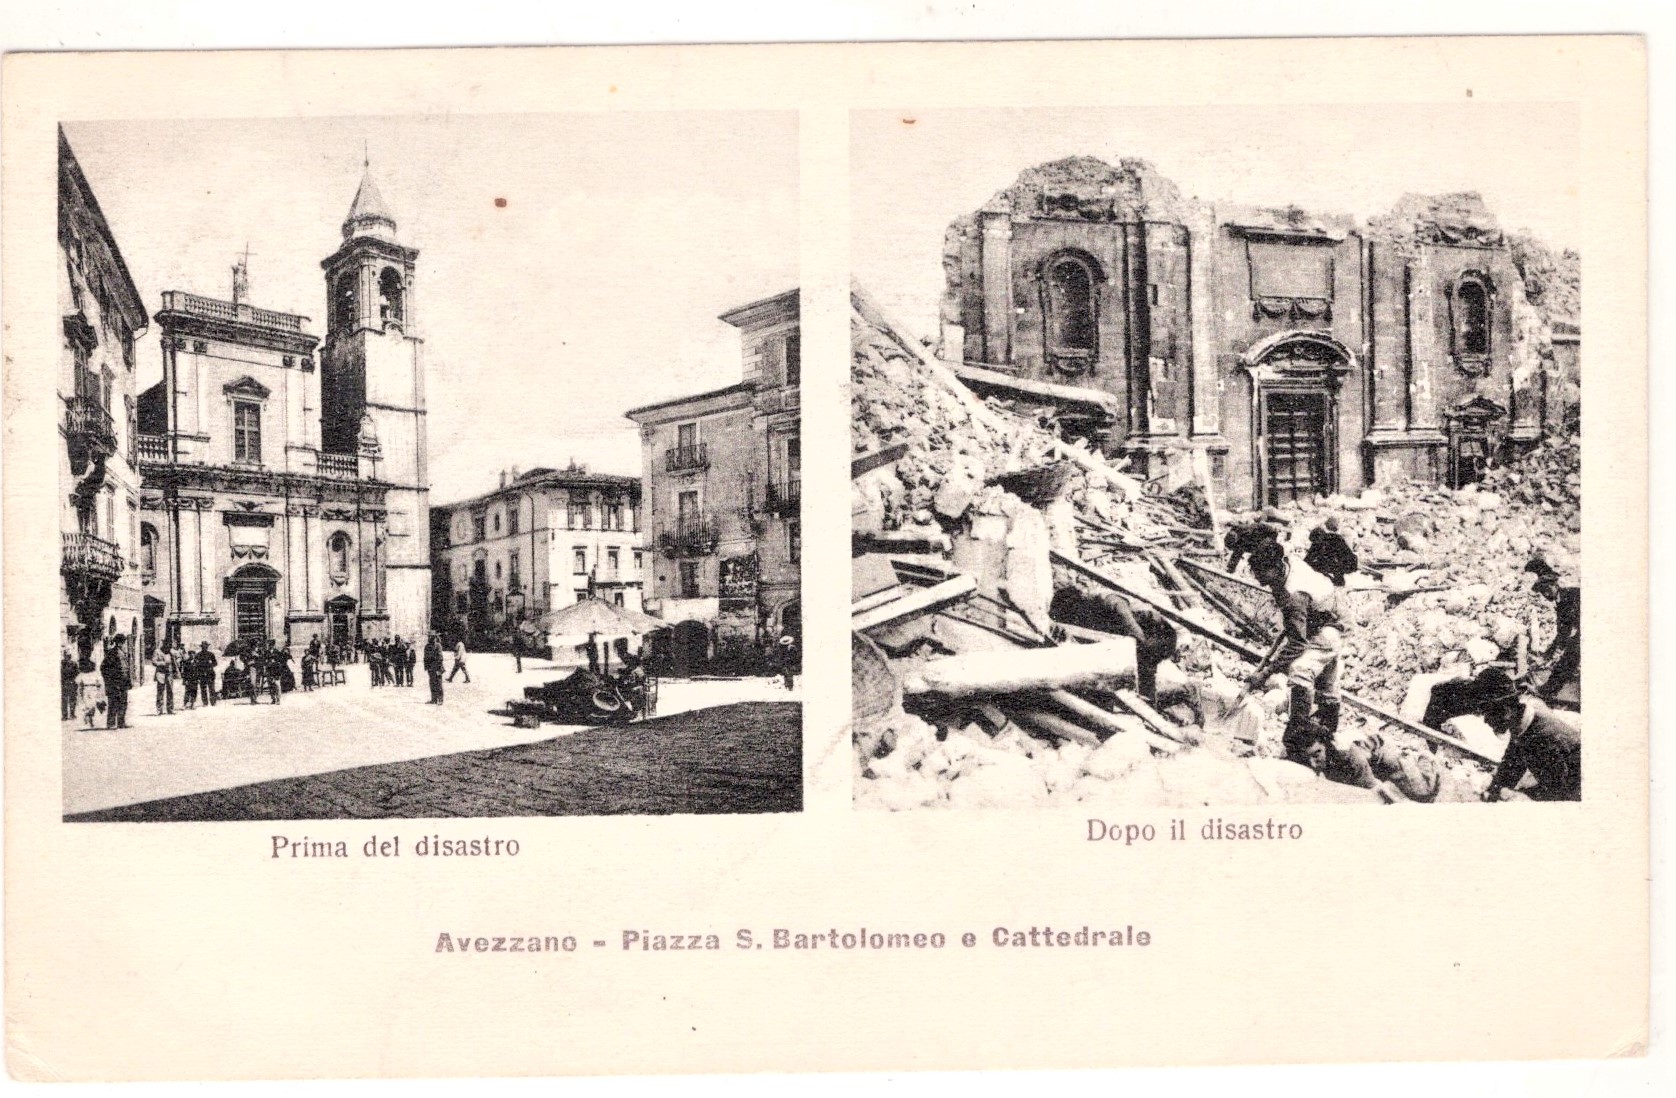 Prima del disastro
Dopo il disastro
Avezzano - Piazza S. Bartolomeo e Cattedrale